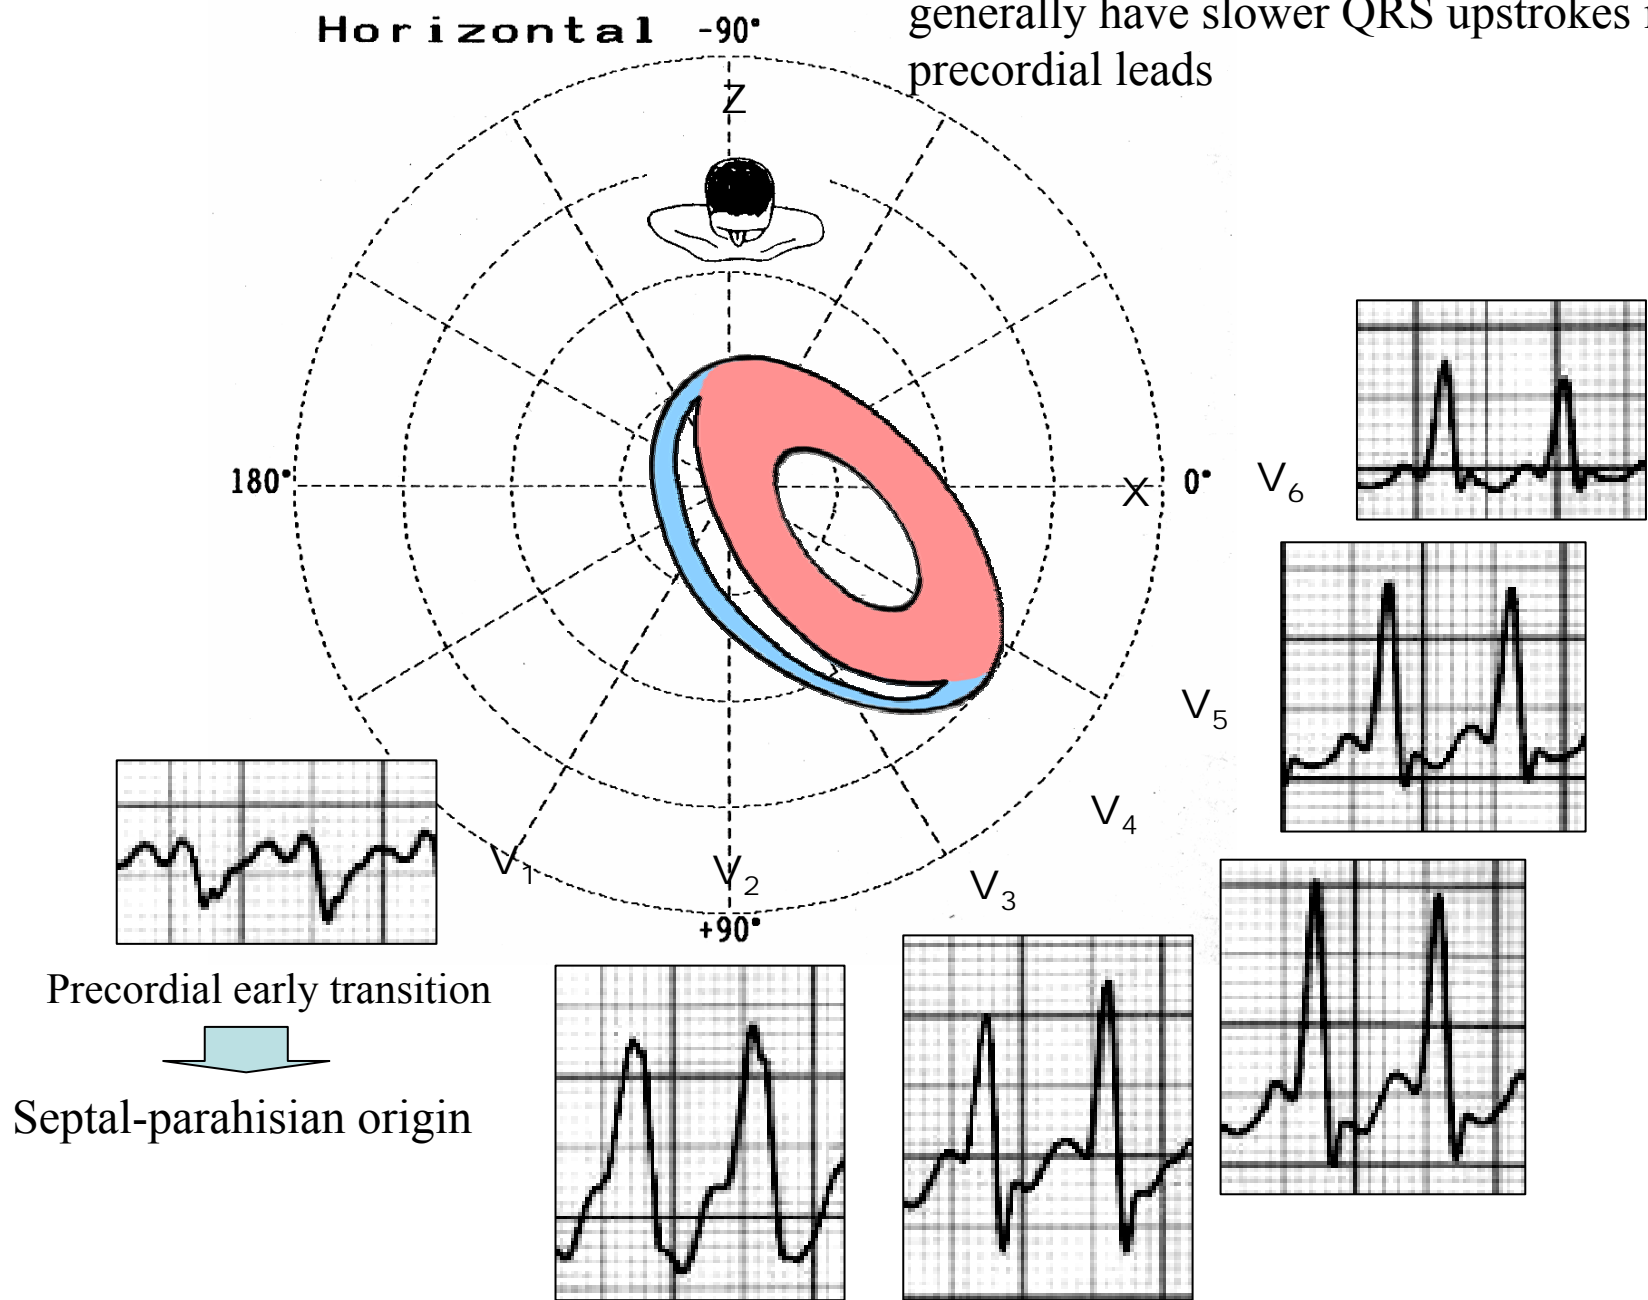 generally have slower QRS upstrokes
precordial leads
Horizontal
-90°
Z
180°
X
0°
V6
V5
V4
V1
V2
V3
+90°
Precordial early transition
Septal-parahisian origin